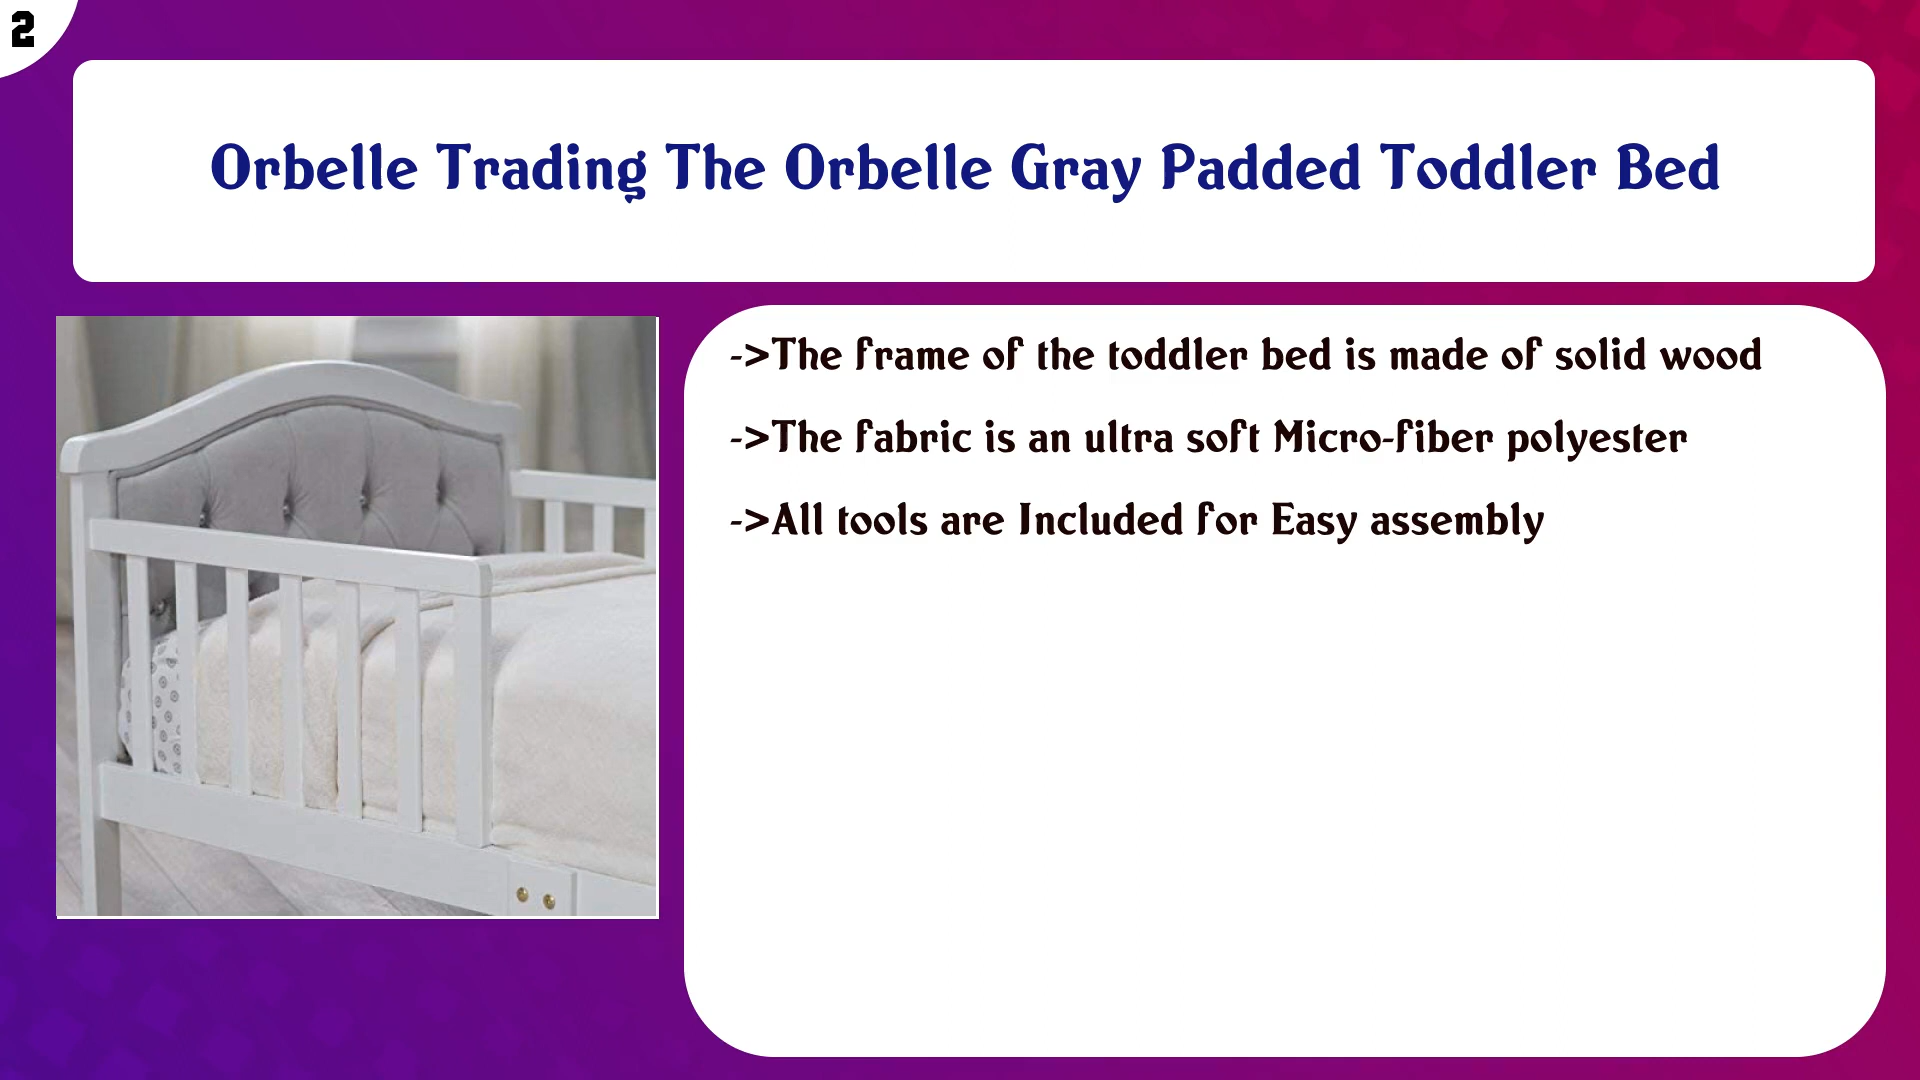 2
Orbelle Trading The Orbelle Gray Padded Toddler Bed
->The frame of the toddler bed is made of solid wood
->The fabric is an ultra soft Micro-fiber polyester
->All tools are Included for Easy assembly